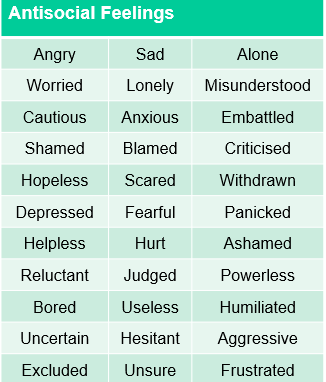 Antisocial Feelings
Angry Sad Alone
Worried Lonely Misunderstood
Cautious Anxious Embattled
Shamed Blamed Criticised
Hopeless Scared Withdrawn
Depressed Fearful Panicked
Helpless Hurt Ashamed
Reluctant Judged Powerless
Bored Useless Humiliated
Uncertain Hesitant Aggressive
Excluded Unsure Frustrated